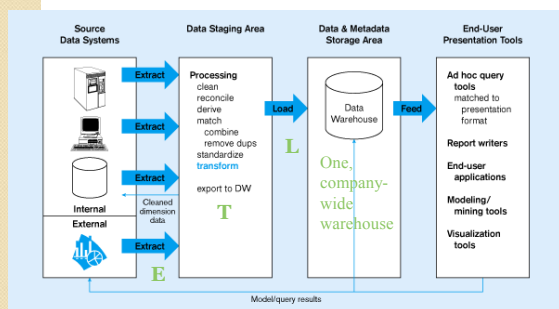 Source
Data Systems
Data Staging Area
Data & Metadata
Storage Area
End-User
Presentation Tools
Extract
Extract
Extract
Internal
External
Extract
E
Processing
clean
reconcile
derive
match
combine
remove dups
standardize
transform
export to DW
Cleaned
dimension
data
T
Load
L
Data
Warehouse
One,
company-
wide
warehouse
Feed
Ad hoc query
tools
matched to
presentation
format
Report writers
End-user
applications
Modeling/
mining tools
Visualization
tools
Model/query results